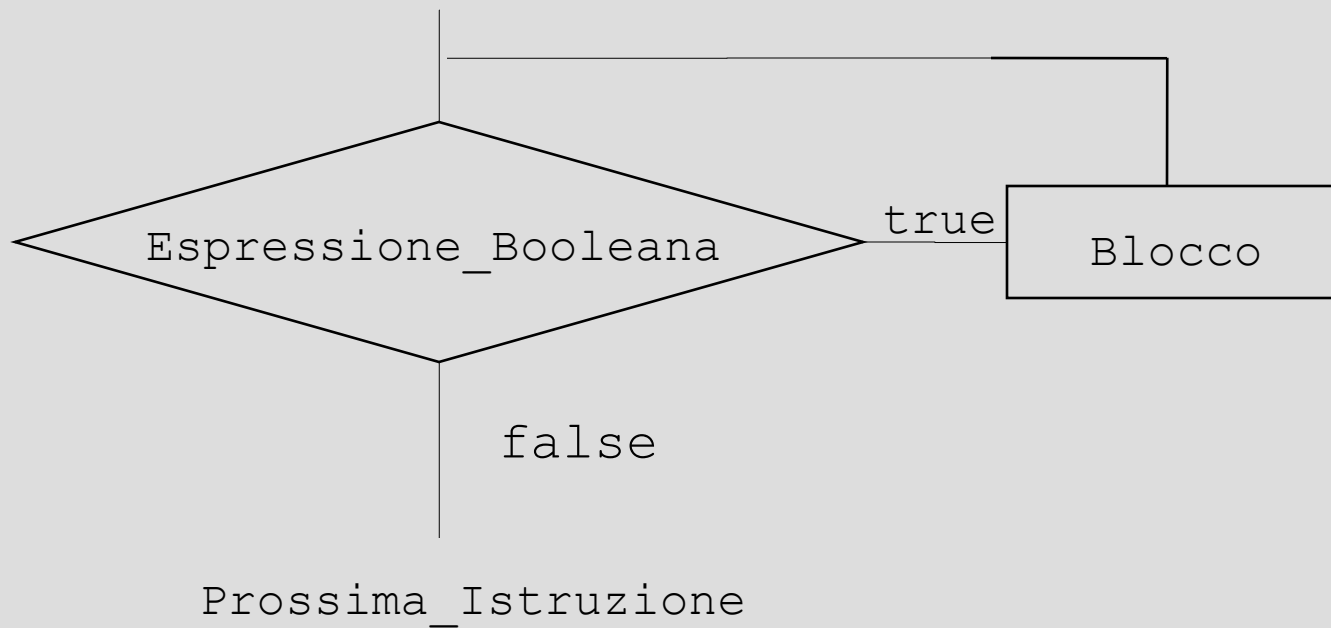 true
Espressione_Booleana
Blocco
false
Prossima_Istruzione